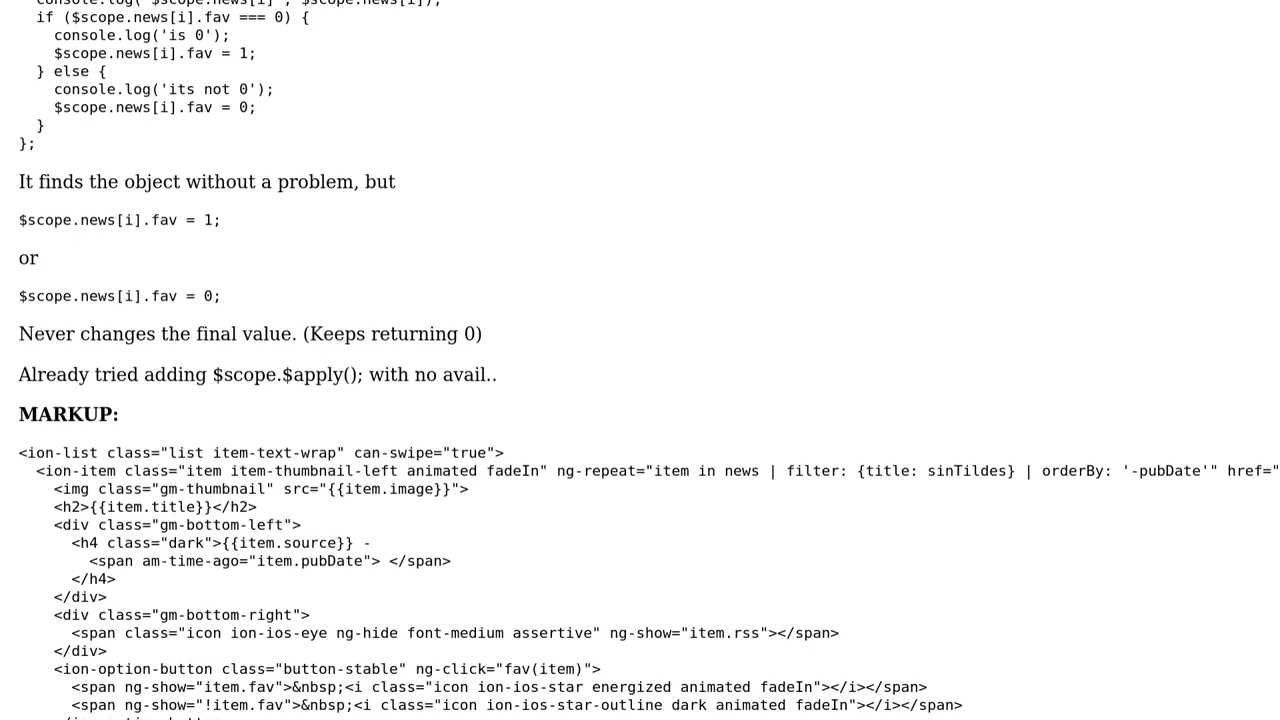 console.log('$scope.news[i]', $scope.news[i]);
if ($scope.news[i].fav === 0) {
console.log('is 0');
$scope.news[i].fav = 1;
} else {
console.log('its not 0');
$scope.news[i].fav = 0;
}
};
It finds the object without a problem, but
$scope.news[i].fav = 1;
or
$scope.news[i].fav = 0;
Never changes the final value. (Keeps returning 0)
Already tried adding $scope.$apply(); with no avail..
MARKUP:
<ion-list class="list item-text-wrap" can-swipe="true">
<ion-item class="item item-thumbnail-left animated fadeIn" ng-repeat="item in news | filter: {title: sinTildes} | orderBy: '-pubDate'" href="
<img class="gm-thumbnail" src="{{item.image}}">
<h2>{{item.title}}</h2>
<div class="gm-bottom-left">
<h4 class="dark">{{item.source}} -
<span am-time-ago="item.pubDate"> </span>
</h4>
</div>
<div class="gm-bottom-right">
<span class="icon ion-ios-eye ng-hide font-medium assertive" ng-show="item.rss"></span>
</div>
<ion-option-button class="button-stable" ng-click="fav(item)">
<span ng-show="item.fav">&nbsp;<i class="icon ion-ios-star energized animated fadeIn"></i></span>
<span ng-show="!item.fav">&nbsp;<i class="icon ion-ios-star-outline dark animated fadeIn"></i></span>